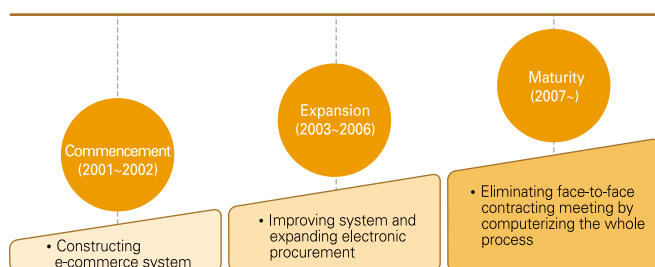 Commencement
(2001~2002)
Expansion
(2003~2006)
Maturity
(2007~)
• Constructing
e-commerce system
• Improving system and
expanding electronic
procurement
• Eliminating face-to-face
contracting meeting by
computerizing the whole
process